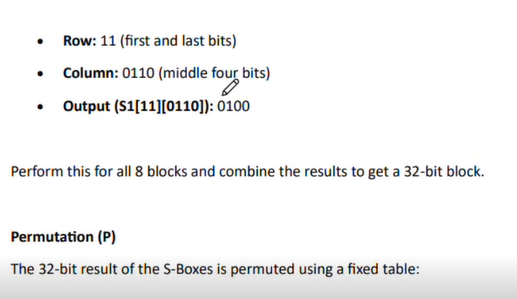 • Row: 11 (first and last bits)
• Column: 0110 (middle four bits)
• Output (S1[11][0110]): 0100
Perform this for all 8 blocks and combine the results to get a 32-bit block.
Permutation (P)
The 32-bit result of the S-Boxes is permuted using a fixed table: